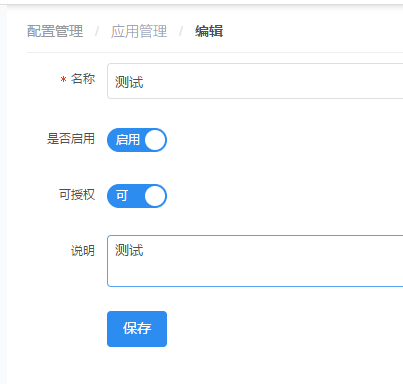 配置管理 / 应用管理 / 编辑
* 名称 测试
是否启用 启用
可授权 可
说明 测试
保存